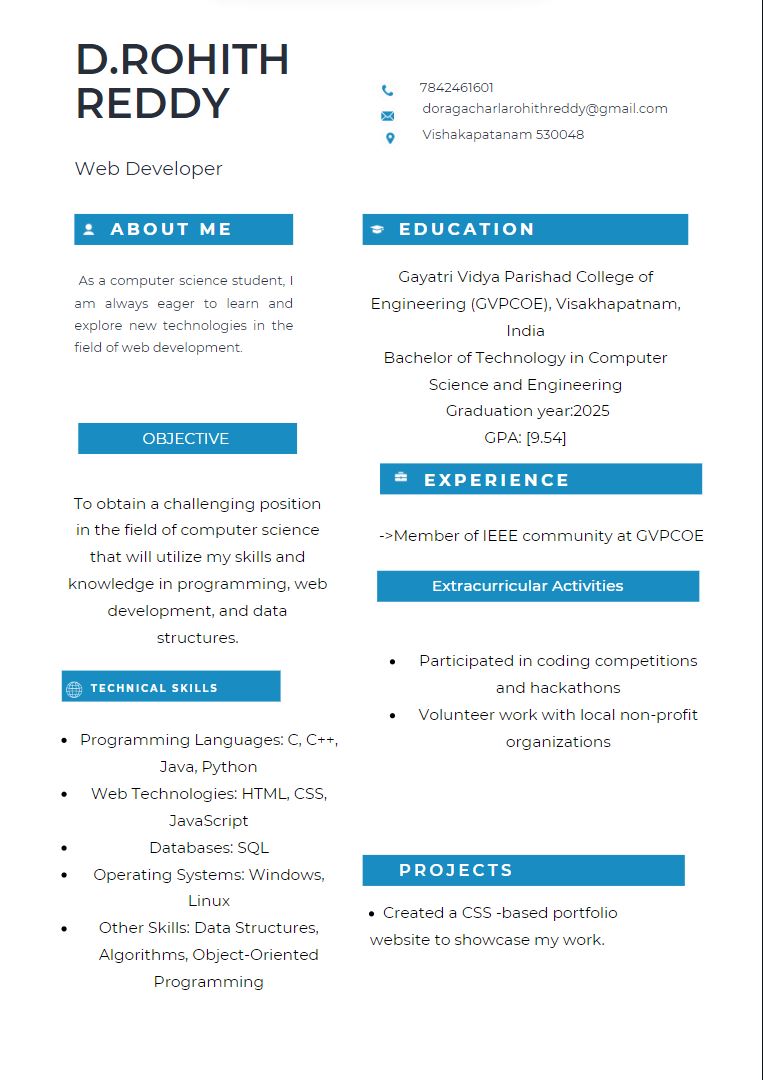 D.ROHITH
REDDY
Web Developer
7842461601
doragacharlarohithreddy@gmail.com
Vishakapatanam 530048
ABOUT ME
As a computer science student, I
am always eager to learn and
explore new technologies in the
field of web development.
OBJECTIVE
To obtain a challenging position
in the field of computer science
that will utilize my skills and
knowledge in programming, web
development, and data
structures.
TECHNICAL SKILLS
• Programming Languages: C, C++,
Java, Python
• Web Technologies: HTML, CSS,
JavaScript
• Databases: SQL
• Operating Systems: Windows,
Linux
• Other Skills: Data Structures,
Algorithms, Object-Oriented
Programming
EDUCATION
Gayatri Vidya Parishad College of
Engineering (GVPCOE), Visakhapatnam,
India
Bachelor of Technology in Computer
Science and Engineering
Graduation year:2025
GPA: [9.54]
EXPERIENCE
->Member of IEEE community at GVPCOE
Extracurricular Activities
• Participated in coding competitions
and hackathons
• Volunteer work with local non-profit
organizations
PROJECTS
• Created a CSS -based portfolio
website to showcase my work.